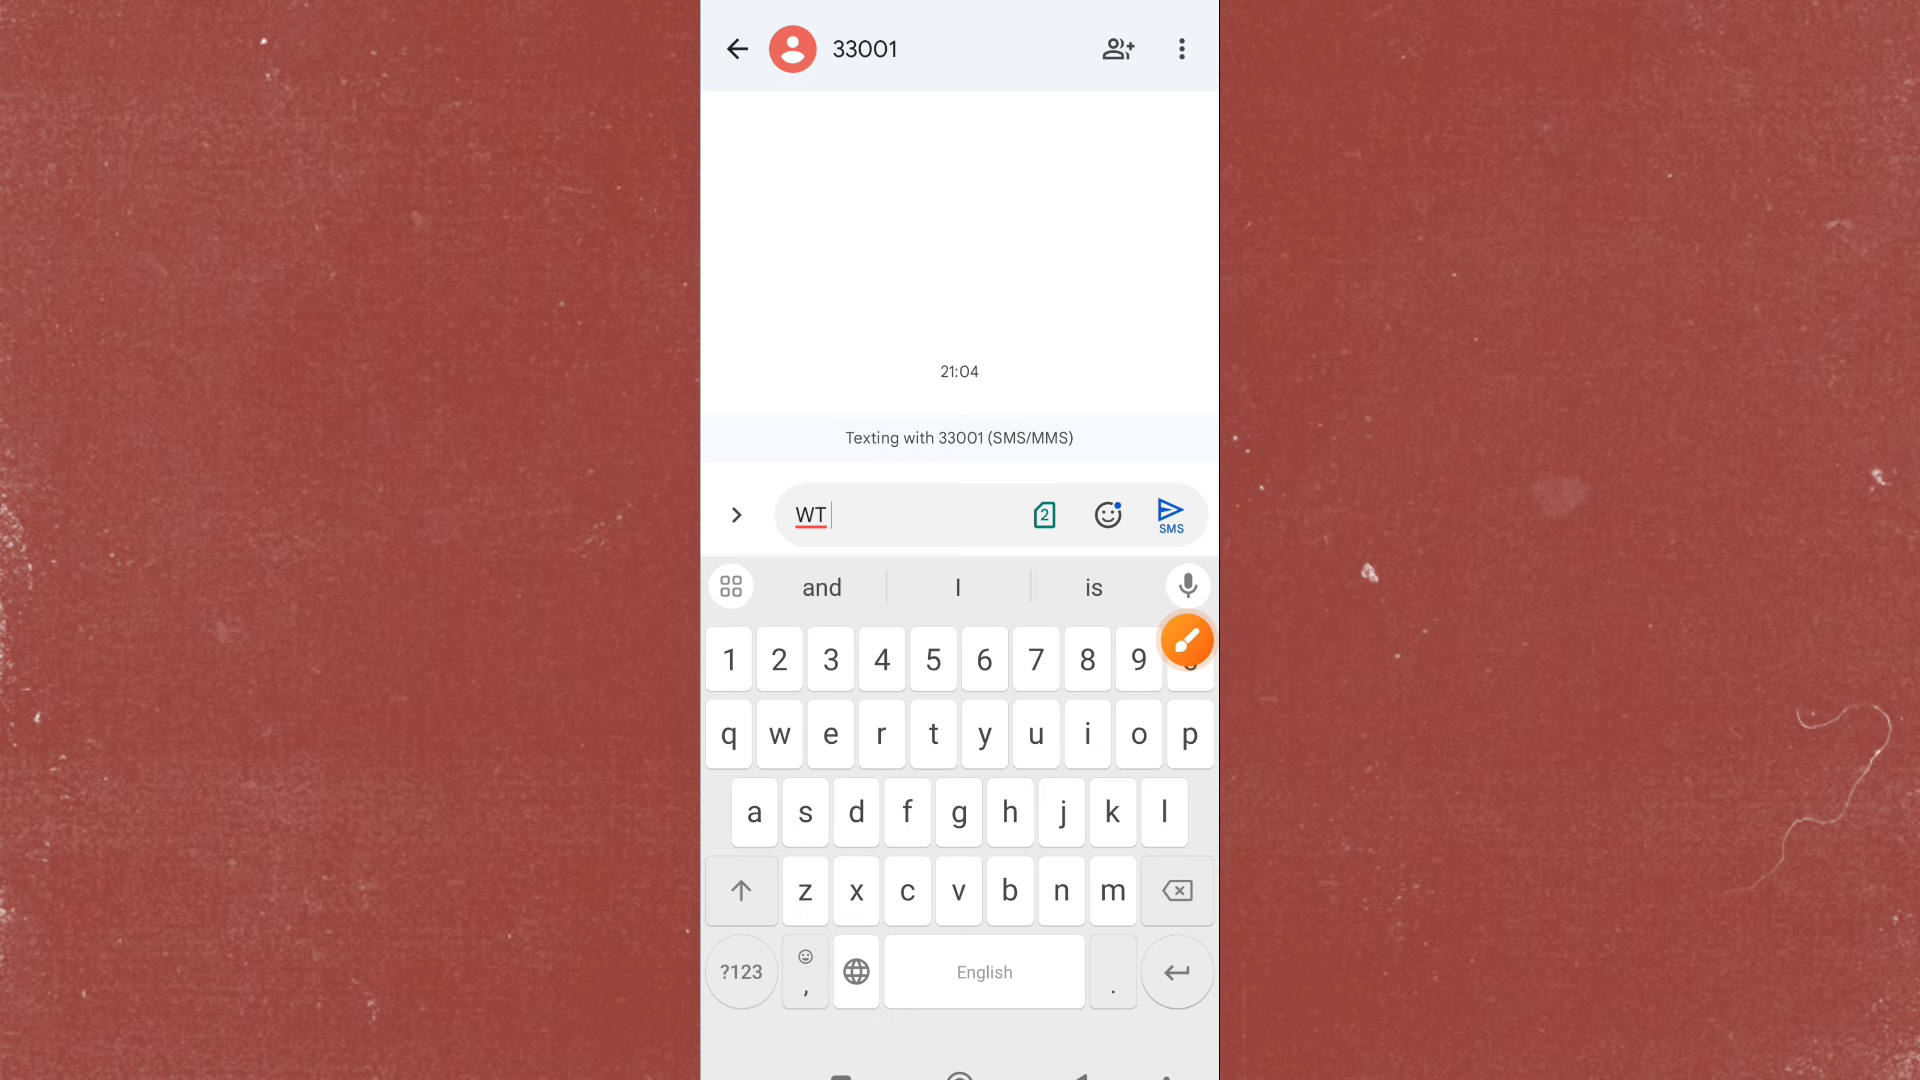 33001
21:04
Texting with 33001 (SMS/MMS)
WT
2
SMS
and I is
1 2 3 4 5 6 7 8 9
q w e r t y u i o p
a s d f g h j k l
z x c v b n m
?123 , English .